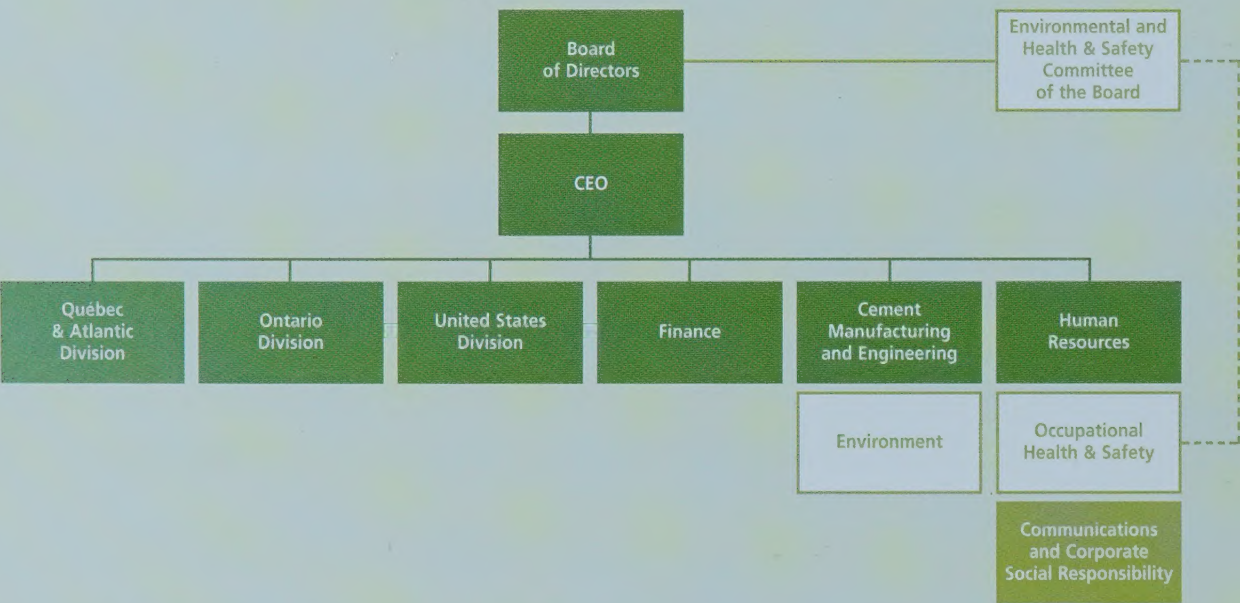 Board
of Directors
Environmental and
Health & Safety
Committee
of the Board
CEO
Québec
& Atlantic
Division
Ontario
Division
United States
Division
Finance
Cement
Manufacturing
and Engineering
Human
Resources
Environment
Occupational
Health & Safety
Communications
and Corporate
Social Responsibility